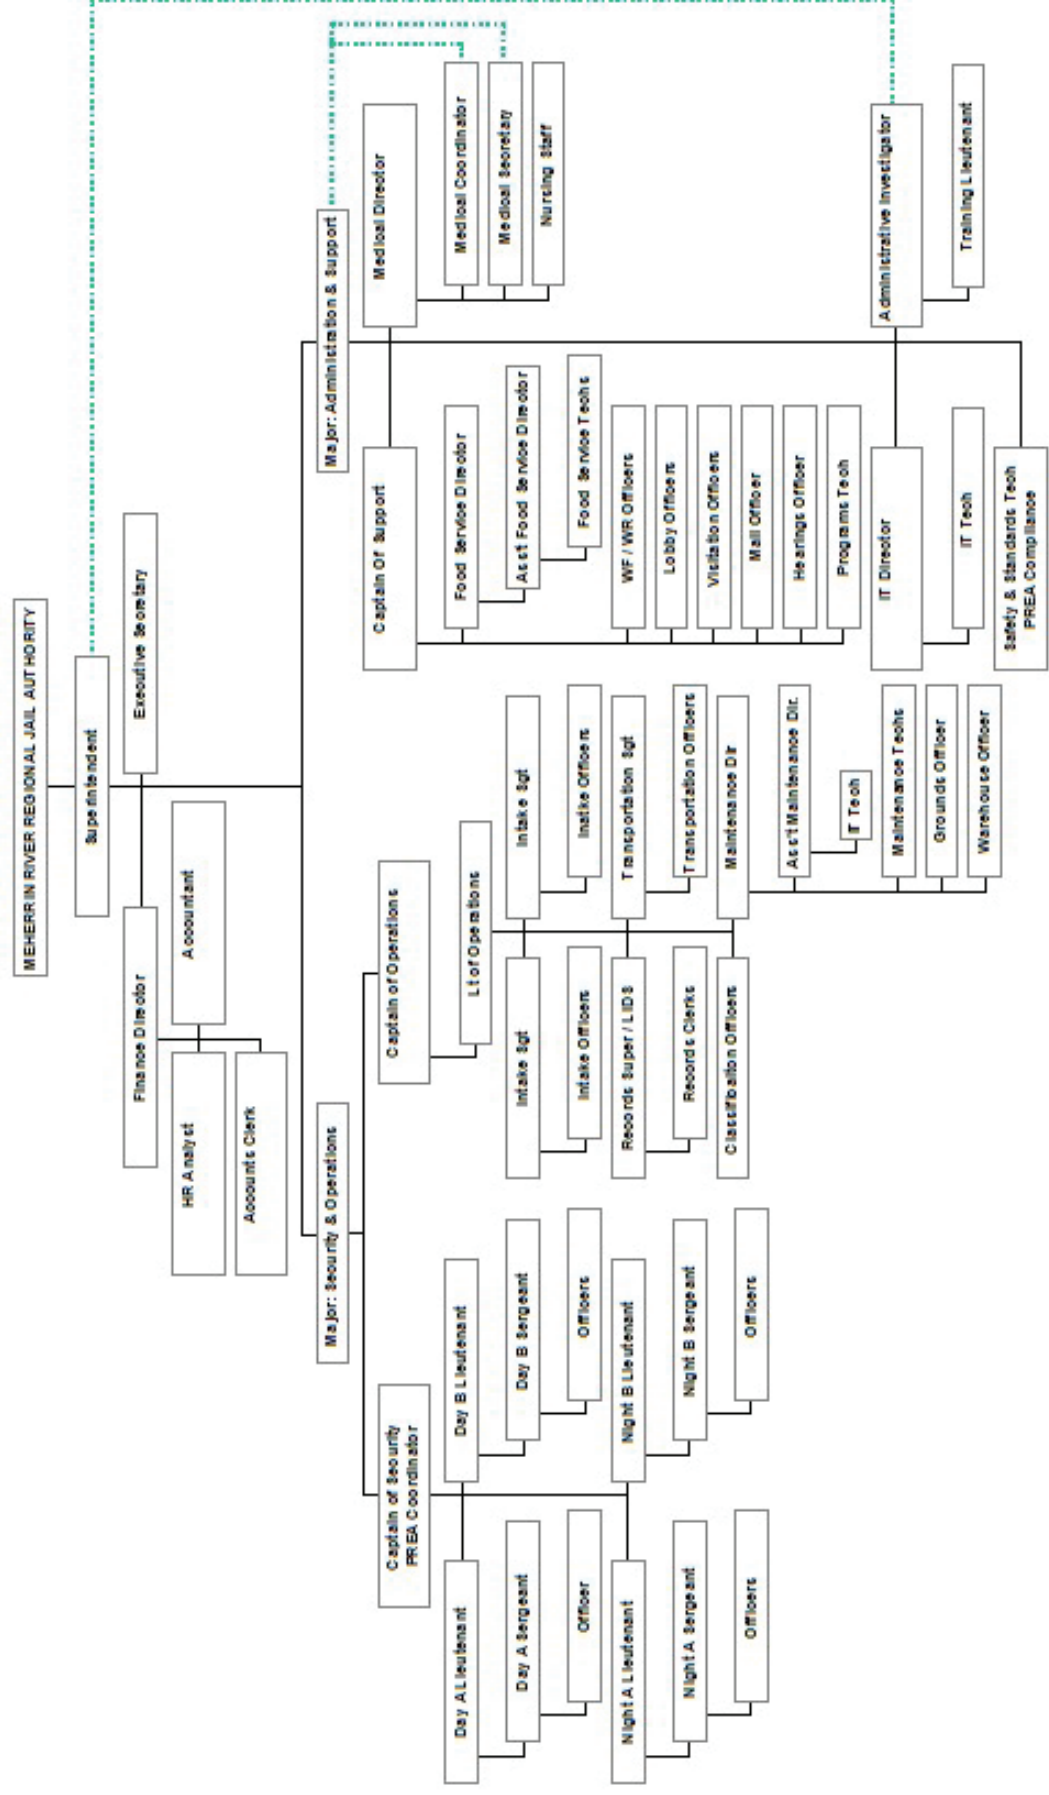 MEHERRIN RIVER REGIONAL JAIL AUTHORITY
Superintendent
Finance Director
Executive Secretary
HR Analyst
Accountant
Accounts Clerk
Major: Security & Operations
Major: Administration & Support
Captain of Security
PREA Coordinator
Captain of Operations
Captain Of Support
Medical Director
Day A Lieutenant
Day B Lieutenant
Lt of Operations
Food Service Director
Medical Coordinator
Day A Sergeant
Day B Sergeant
Intake Sgt
Intake Sgt
Ass't Food Service Director
Medical Secretary
Officer
Officers
Intake Officers
Inatke Officers
Food Service Techs
Nursing Staff
Night A Lieutenant
Night B Lieutenant
Records Super / LIDS
Transportation Sgt
WF / WR Officers
Lobby Officers
Night A Sergeant
Night B Sergeant
Records Clerks
Transportation Officers
Visitation Officers
Officers
Officers
Classification Officers
Maintenance Dir
Mail Officer
Ass't Maintenance Dir.
Hearings Officer
IT Tech
Programs Tech
Maintenance Techs
IT Director
Administrative Investigator
Grounds Officer
Warehouse Officer
IT Tech
Training Lieutenant
Safety & Standards Tech
PREA Compliance